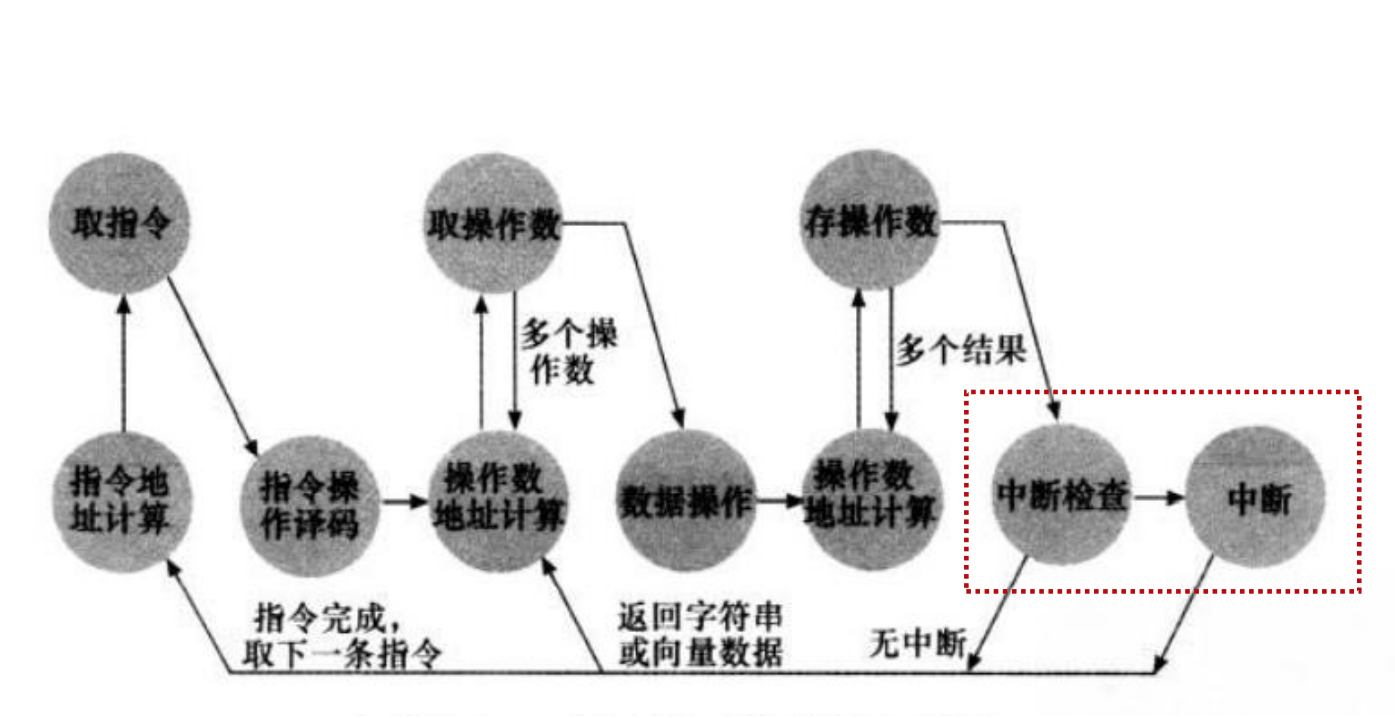 取指令
取操作数
存操作数
多个操
作数
多个结果
指令地
址计算
指令操
作译码
操作数
地址计算
数据操作
操作数
地址计算
中断检查
中断
指令完成，
取下一条指令
返回字符串
或向量数据
无中断